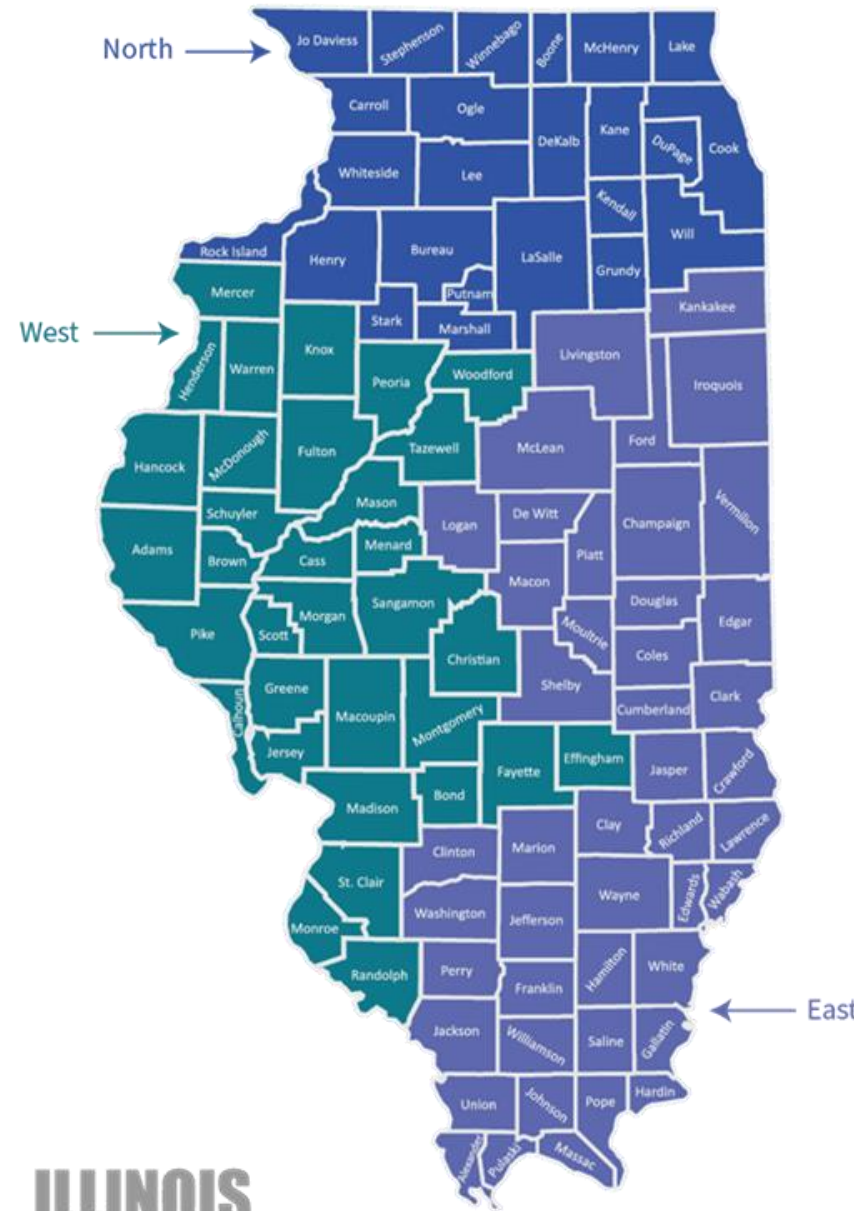 North
Jo Daviess
Stephenson
Winnebago
Boone
McHenry
Lake
Carroll
Ogle
DeKalb
Kane
DuPage
Cook
Whiteside
Lee
Kendall
Will
Rock Island
Henry
Bureau
Putnam
LaSalle
Grundy
Mercer
Stark
Marshall
Kankakee
West
Henderson
Warren
Knox
Peoria
Woodford
Livingston
Iroquois
Hancock
McDonough
Fulton
Tazewell
McLean
Ford
Adams
Schuyler
Brown
Mason
Cass
Menard
Logan
De Witt
Piatt
Champaign
Vermilion
Pike
Scott
Morgan
Sangamon
Christian
Macon
Moultrie
Douglas
Edgar
Coles
Shelby
Cumberland
Clark
Calhoun
Greene
Jersey
Macoupin
Montgomery
Madison
Bond
Fayette
Effingham
Jasper
Crawford
Clay
Richland
Lawrence
Clinton
Marion
St. Clair
Monroe
Washington
Jefferson
Wayne
Edwards
Wabash
Randolph
Perry
Franklin
Hamilton
White
East
Jackson
Williamson
Saline
Gallatin
Union
Johnson
Pope
Hardin
Alexander
Pulaski
Massac
ILLINOIS